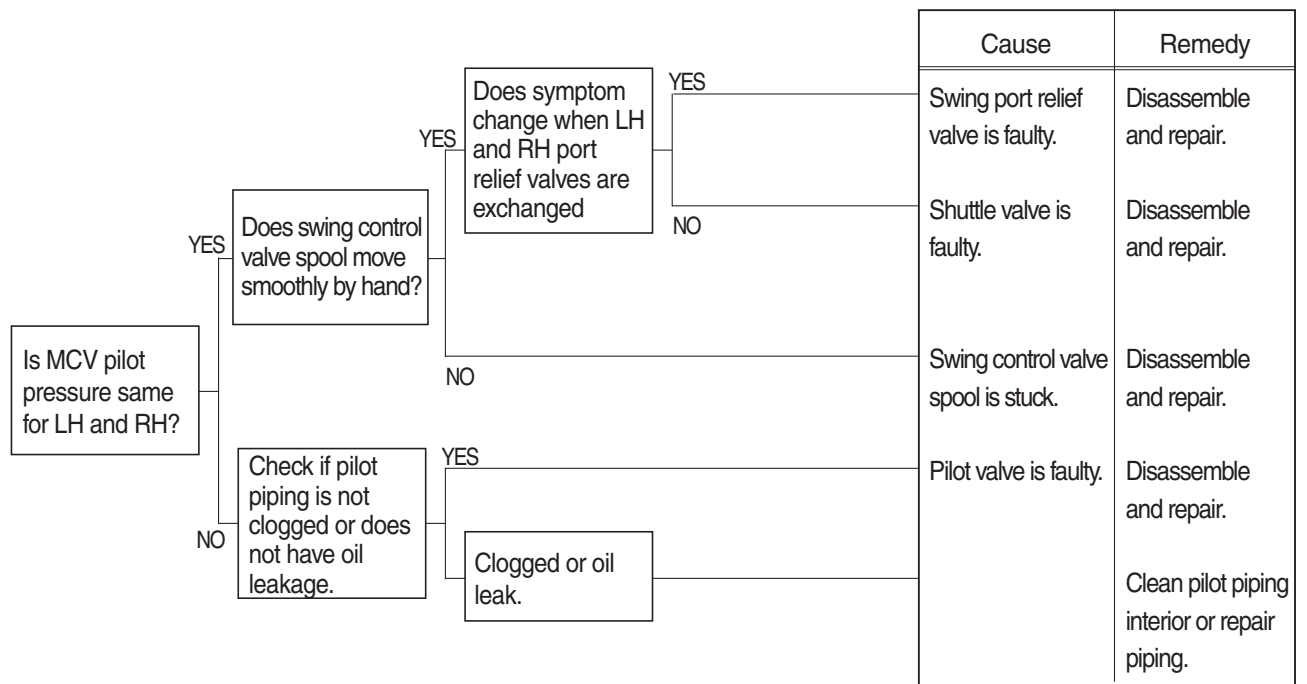 Cause
Remedy
Does symptom
change when LH
and RH port
relief valves are
exchanged
YES
YES
NO
Swing port relief
valve is faulty.
Disassemble
and repair.
Shuttle valve is
faulty.
Disassemble
and repair.
Does swing control
valve spool move
smoothly by hand?
YES
NO
Swing control valve
spool is stuck.
Disassemble
and repair.
Is MCV pilot
pressure same
for LH and RH?
NO
Check if pilot
piping is not
clogged or does
not have oil
leakage.
YES
Pilot valve is faulty.
Disassemble
and repair.
Clogged or oil
leak.
Clean pilot piping
interior or repair
piping.